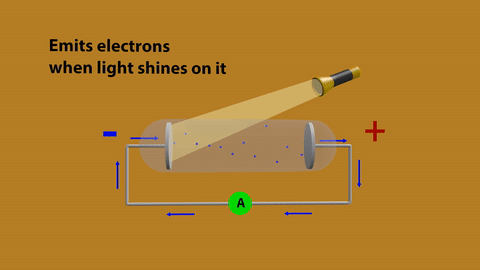 Emits electrons
when light shines on it
- +
A